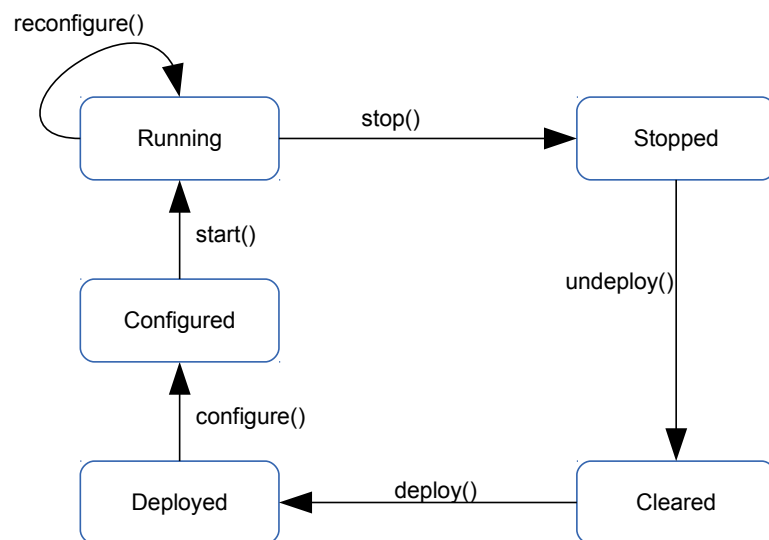 reconfigure()
Running
stop()
Stopped
start()
undeploy()
Configured
configure()
deploy()
Deployed
Cleared